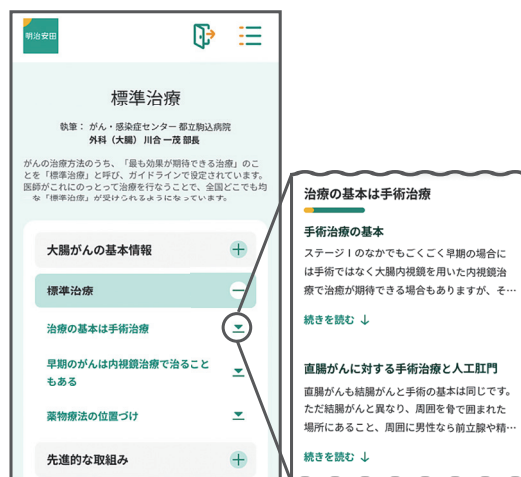 明治安田
標準治療
執筆： がん・感染症センター 都立駒込病院
外科（大腸） 川合 一茂 部長
がんの治療方法のうち、「最も効果が期待できる治療」のこ
とを「標準治療」と呼び、ガイドラインで設定されています。
医師がこれにのっとって治療を行なうことで、全国どこでも均
な「標準治療」が受けられるようになっています。
大腸がんの基本情報
標準治療
治療の基本は手術治療
早期のがんは内視鏡治療で治ること
もある
薬物療法の位置づけ
先進的な取組み
治療の基本は手術治療
手術治療の基本
ステージⅠのなかでもごくごく早期の場合に
は手術ではなく大腸内視鏡を用いた内視鏡治
療で治癒が期待できる場合もありますが、そ…
続きを読む ↓
直腸がんに対する手術治療と人工肛門
直腸がんも結腸がんと手術の基本は同じです。
ただ結腸がんと異なり、周囲を骨で囲まれた
場所にあること、周囲に男性なら前立腺や精…
続きを読む ↓